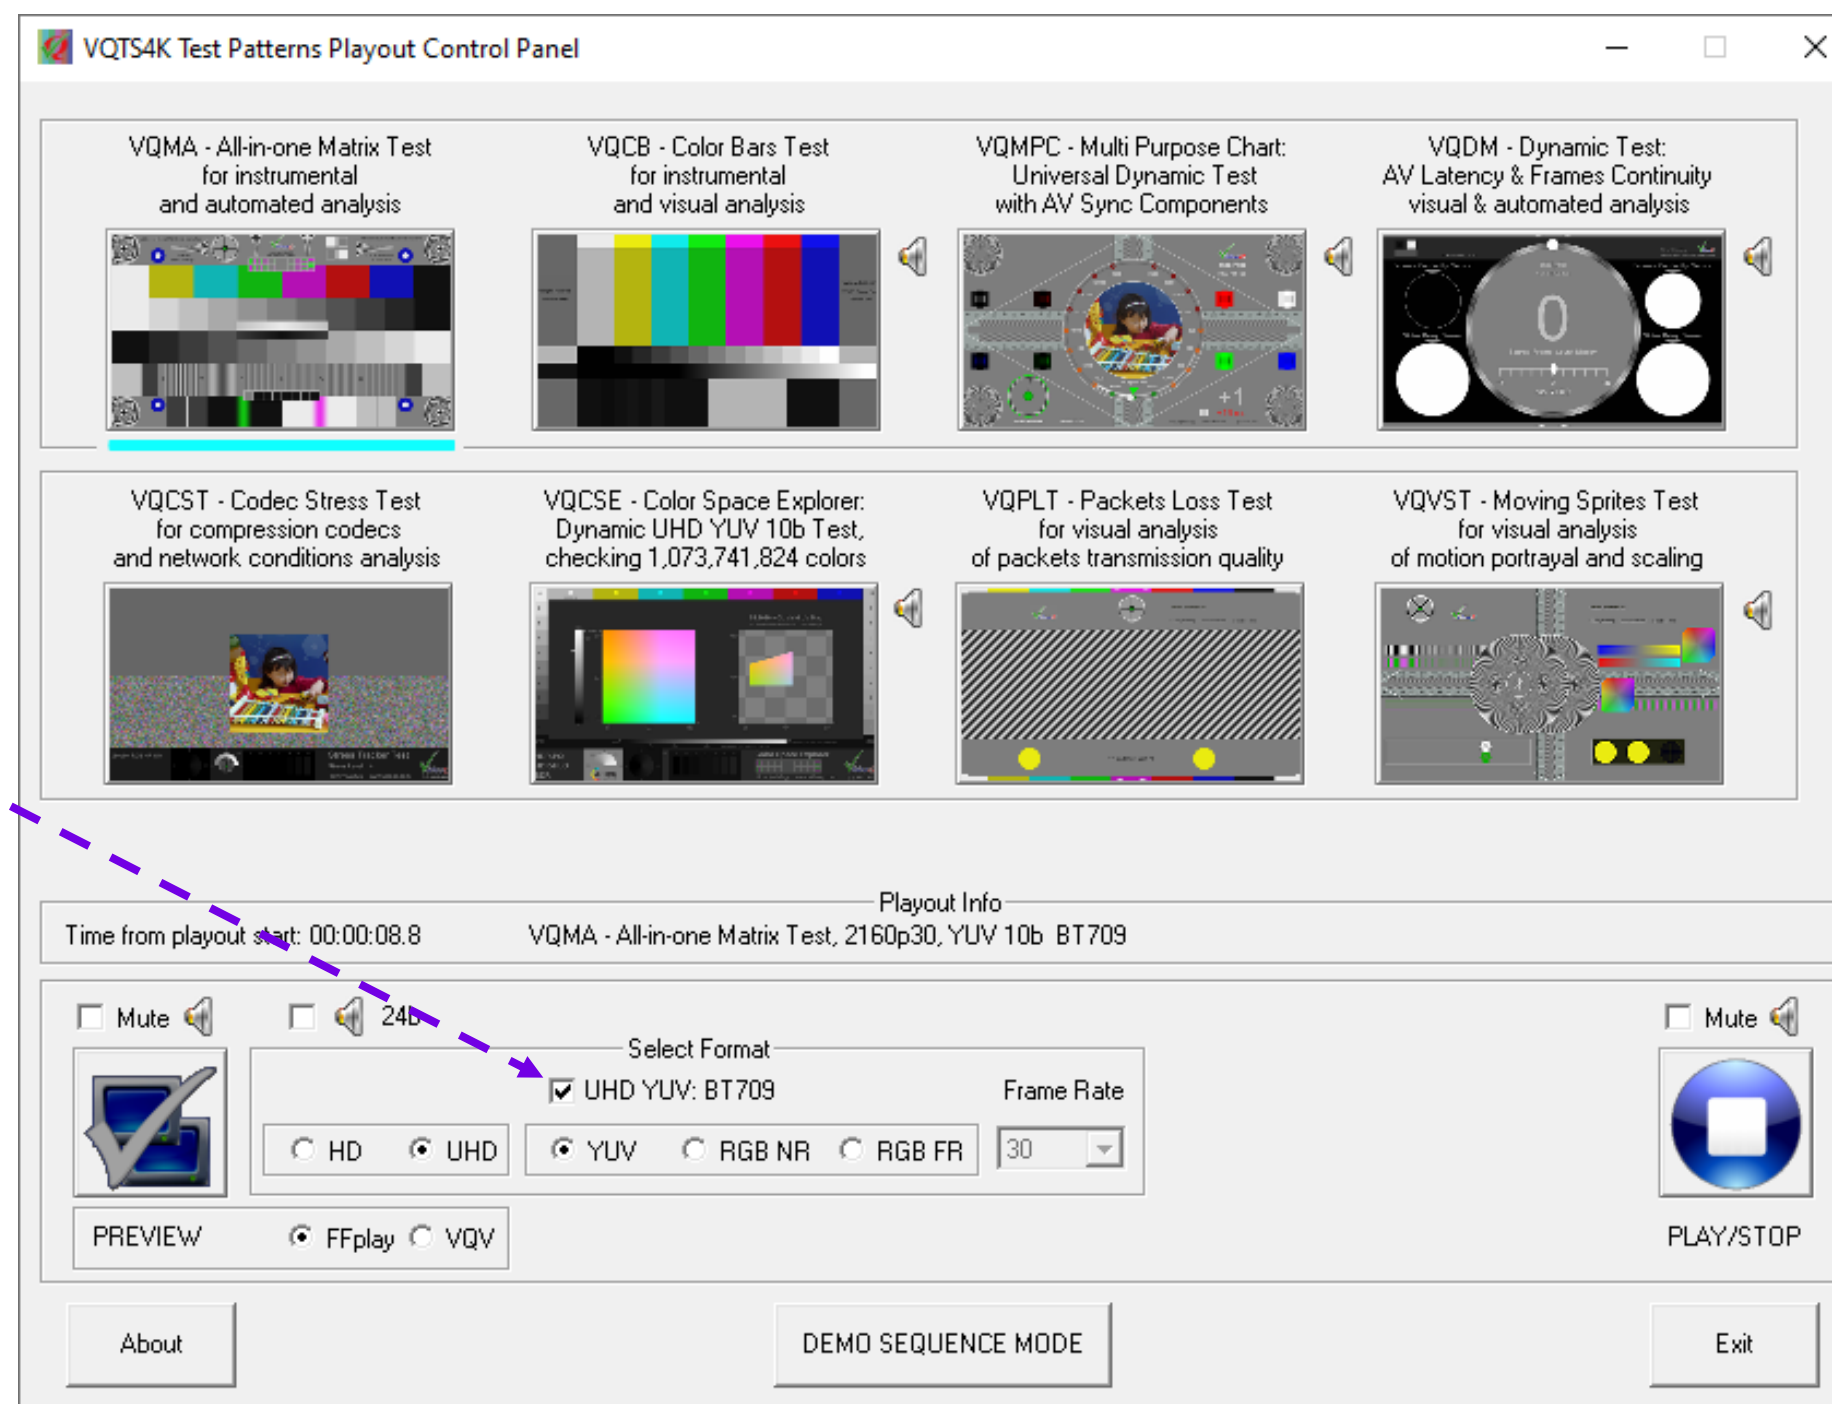 VQTS4K Test Patterns Playout Control Panel
VQMA - All-in-one Matrix Test
for instrumental
and automated analysis
VQCB - Color Bars Test
for instrumental
and visual analysis
VQMPC - Multi Purpose Chart:
Universal Dynamic Test
with AV Sync Components
VQDM - Dynamic Test:
AV Latency & Frames Continuity
visual & automated analysis
+1
0
VQCST - Codec Stress Test
for compression codecs
and network conditions analysis
VQCSE - Color Space Explorer:
Dynamic UHD YUV 10b Test,
checking 1,073,741,824 colors
VQPLT - Packets Loss Test
for visual analysis
of packets transmission quality
VQVST - Moving Sprites Test
for visual analysis
of motion portrayal and scaling
Playout Info
Time from playout start: 00:00:08.8
VQMA - All-in-one Matrix Test, 2160p30, YUV 10b BT709
Mute
24b
Mute
Select Format
UHD YUV: BT709
Frame Rate
HD
UHD
YUV
RGB NR
RGB FR
30
PREVIEW
FFplay
VQV
PLAY/STOP
About
DEMO SEQUENCE MODE
Exit